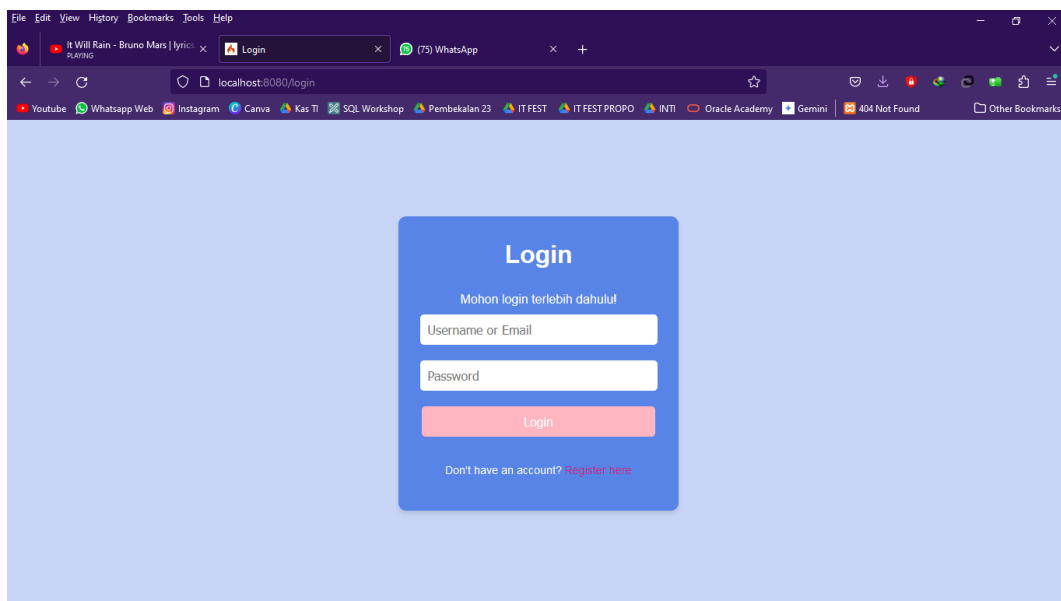 File Edit View History Bookmarks Tools Help
It Will Rain - Bruno Mars | lyrics
PLAYING
Login
(75) WhatsApp
localhost:8080/login
Youtube Whatsapp Web Instagram Canva Kas TI SQL Workshop Pembekalan 23 IT FEST IT FEST PROPO INTI Oracle Academy Gemini 404 Not Found Other Bookmarks
Login
Mohon login terlebih dahulu!
Username or Email
Password
Login
Don't have an account? Register here